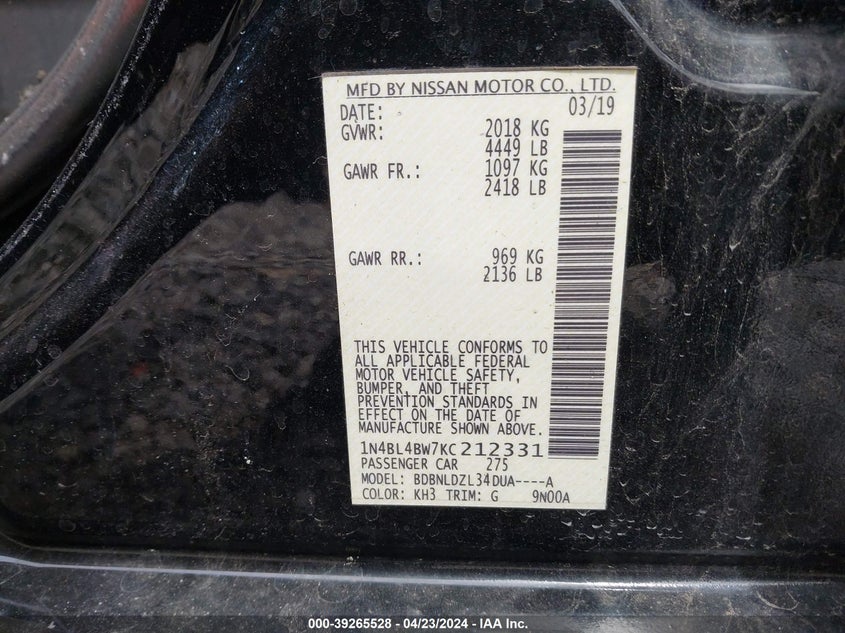 MFD BY NISSAN MOTOR CO., LTD.
DATE: 03/19
GVWR: 2018 KG
4449 LB
GAWR FR.: 1097 KG
2418 LB
GAWR RR.: 969 KG
2136 LB
THIS VEHICLE CONFORMS TO
ALL APPLICABLE FEDERAL
MOTOR VEHICLE SAFETY,
BUMPER, AND THEFT
PREVENTION STANDARDS IN
EFFECT ON THE DATE OF
MANUFACTURE SHOWN ABOVE.
1N4BL4BW7KC212331
PASSENGER CAR 275
MODEL: BDBNLDZL34DUA----A
COLOR: KH3 TRIM: G 9N00A
000-39265528 - 04/23/2024 - IAA Inc.